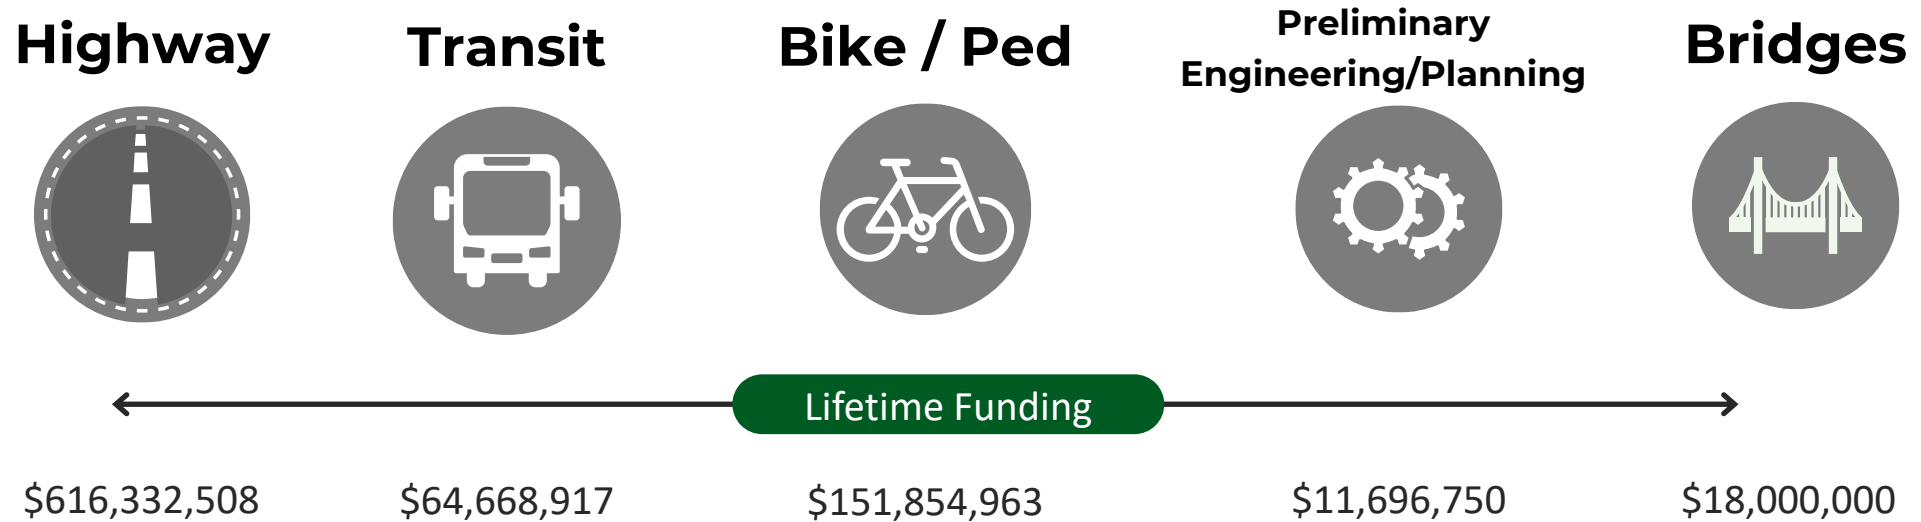 Highway
Transit
Bike / Ped
Preliminary
Engineering/Planning
Bridges
Lifetime Funding
$616,332,508
$64,668,917
$151,854,963
$11,696,750
$18,000,000